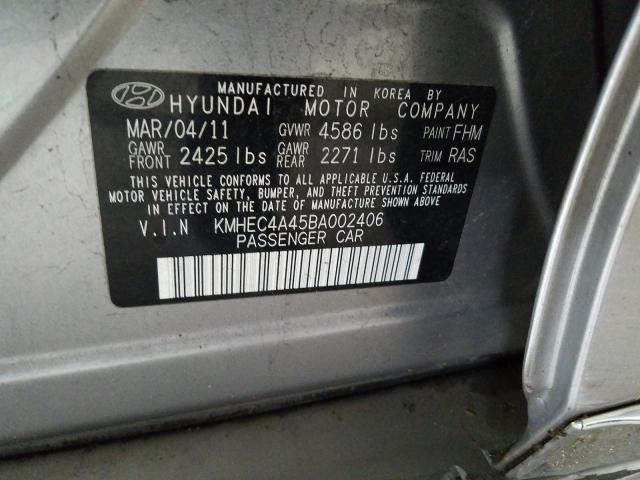 MANUFACTURED IN KOREA BY
HYUNDAI MOTOR COMPANY
MAR/04/11 GVWR 4586 lbs PAINT FHM
GAWR FRONT 2425 lbs GAWR REAR 2271 lbs TRIM RAS
THIS VEHICLE CONFORMS TO ALL APPLICABLE U.S.A. FEDERAL
MOTOR VEHICLE SAFETY, BUMPER, AND THEFT PREVENTION STANDARDS
IN EFFECT ON THE DATE OF MANUFACTURE SHOWN ABOVE.
V.I.N KMHEC4A45BA002406
PASSENGER CAR